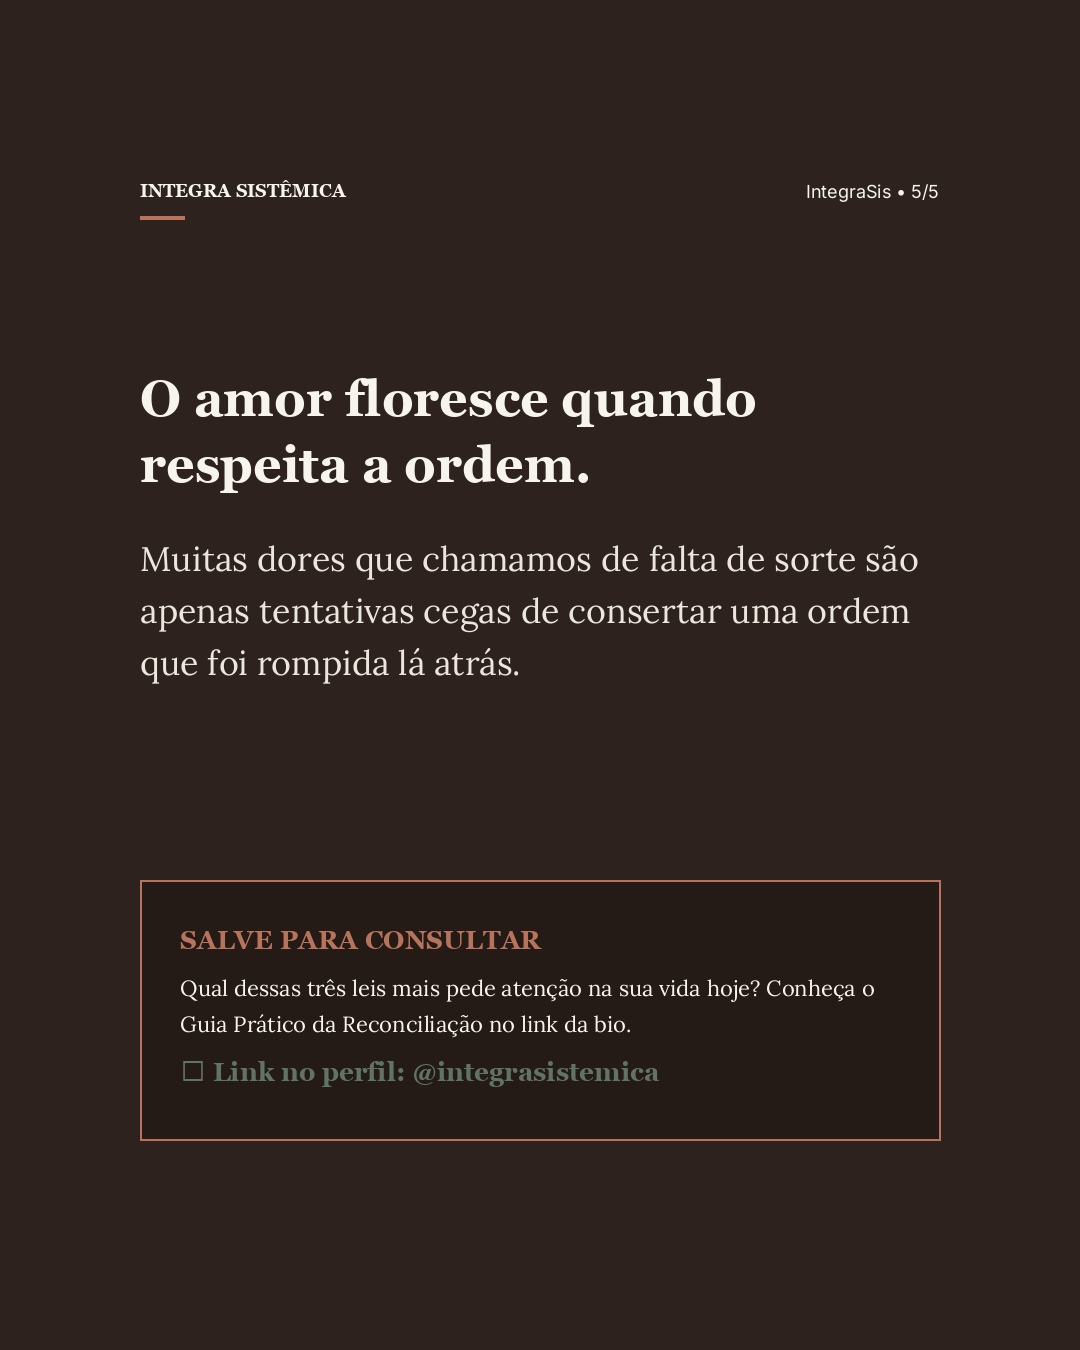 INTEGRA SISTÊMICA
IntegraSis • 5/5
O amor floresce quando
respeita a ordem.
Muitas dores que chamamos de falta de sorte são
apenas tentativas cegas de consertar uma ordem
que foi rompida lá atrás.
SALVE PARA CONSULTAR
Qual dessas três leis mais pede atenção na sua vida hoje? Conheça o
Guia Prático da Reconciliação no link da bio.
☐ Link no perfil: @integrasistemica